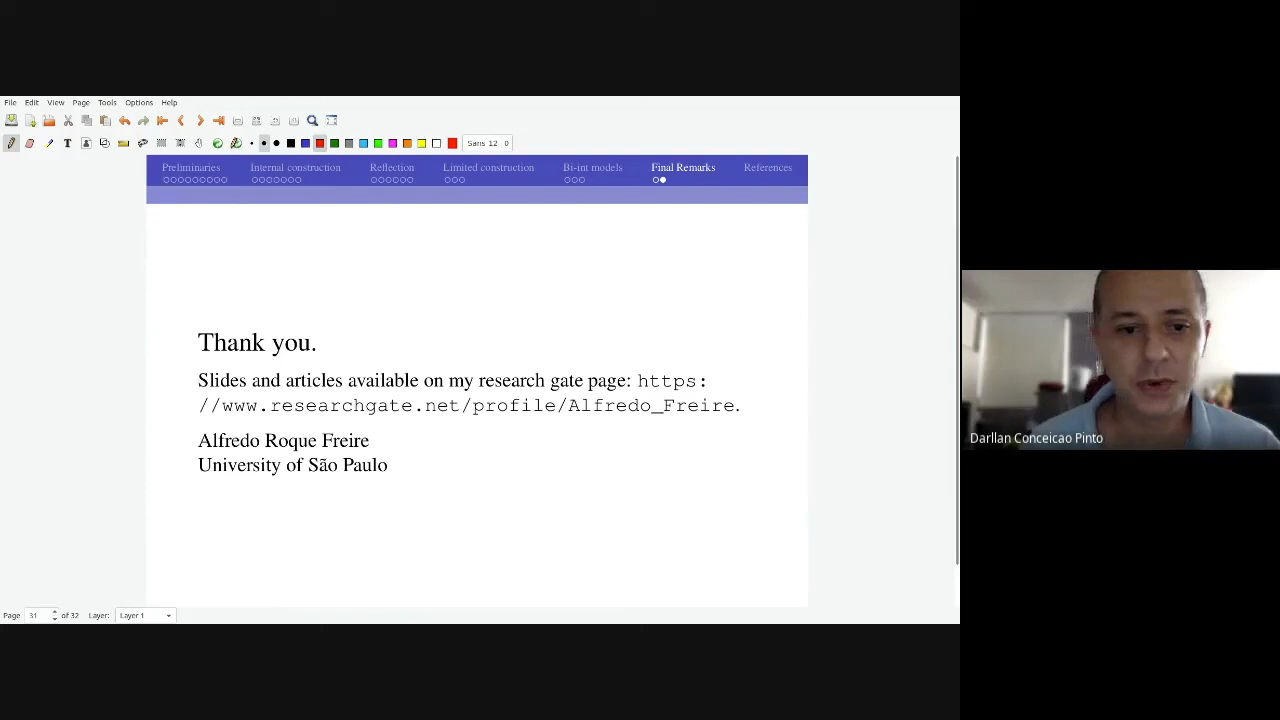 File Edit View Page Tools Options Help
T Sans 12 0
Preliminaries Internal construction Reflection Limited construction Bi-int models Final Remarks References
Thank you.
Slides and articles available on my research gate page: https:
//www.researchgate.net/profile/Alfredo_Freire.
Alfredo Roque Freire
University of São Paulo
Darllan Conceicao Pinto
Page 31 of 32 Layer: Layer 1